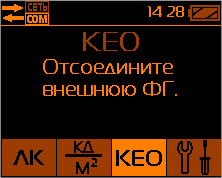 СЕТЬ
COM
14 28
КЕО
Отсоедините
внешнюю ФГ.
ЛК
КД
М²
КЕО